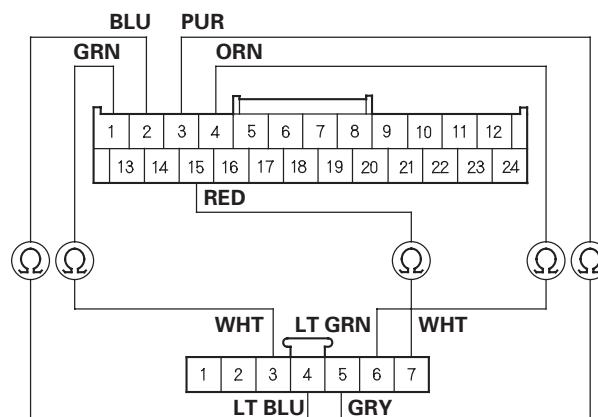 BLU PUR
GRN ORN
1 2 3 4 5 6 7 8 9 10 11 12
13 14 15 16 17 18 19 20 21 22 23 24
RED
Ω Ω Ω Ω Ω
WHT LT GRN WHT
1 2 3 4 5 6 7
LT BLU GRY